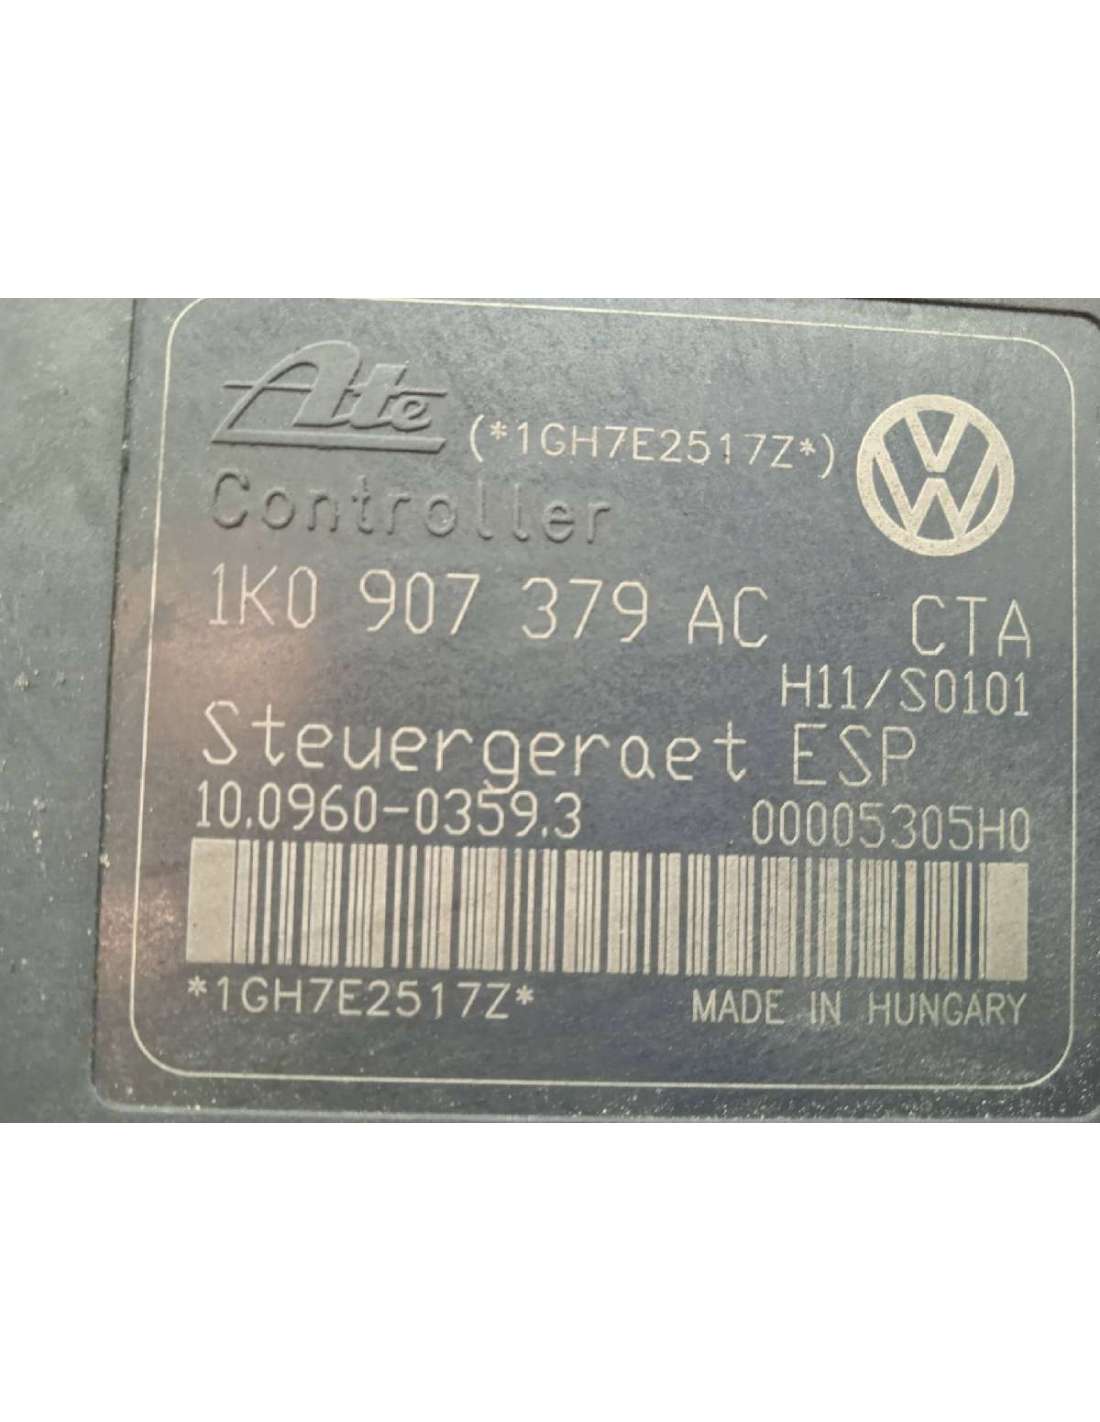 Ate (*1GH7E2517Z*) VW
Controller
1K0 907 379 AC CTA
H11/S0101
Steuergeraet ESP
10.0960-0359.3 00005305H0
*1GH7E2517Z* MADE IN HUNGARY